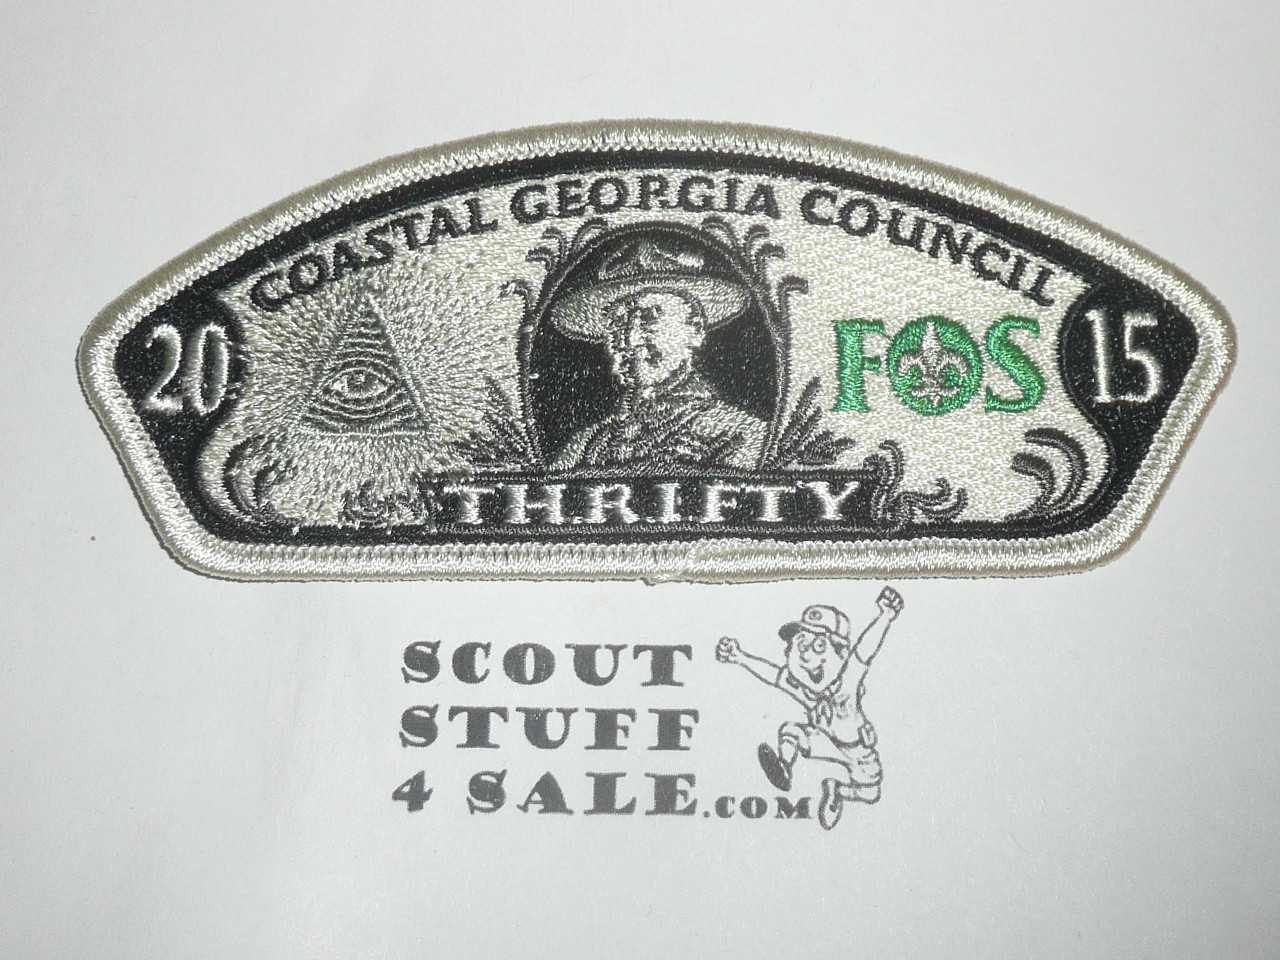 COASTAL GEORGIA COUNCIL
20 15
FOS
THRIFTY
SCOUT
STUFF
4 SALE.COM